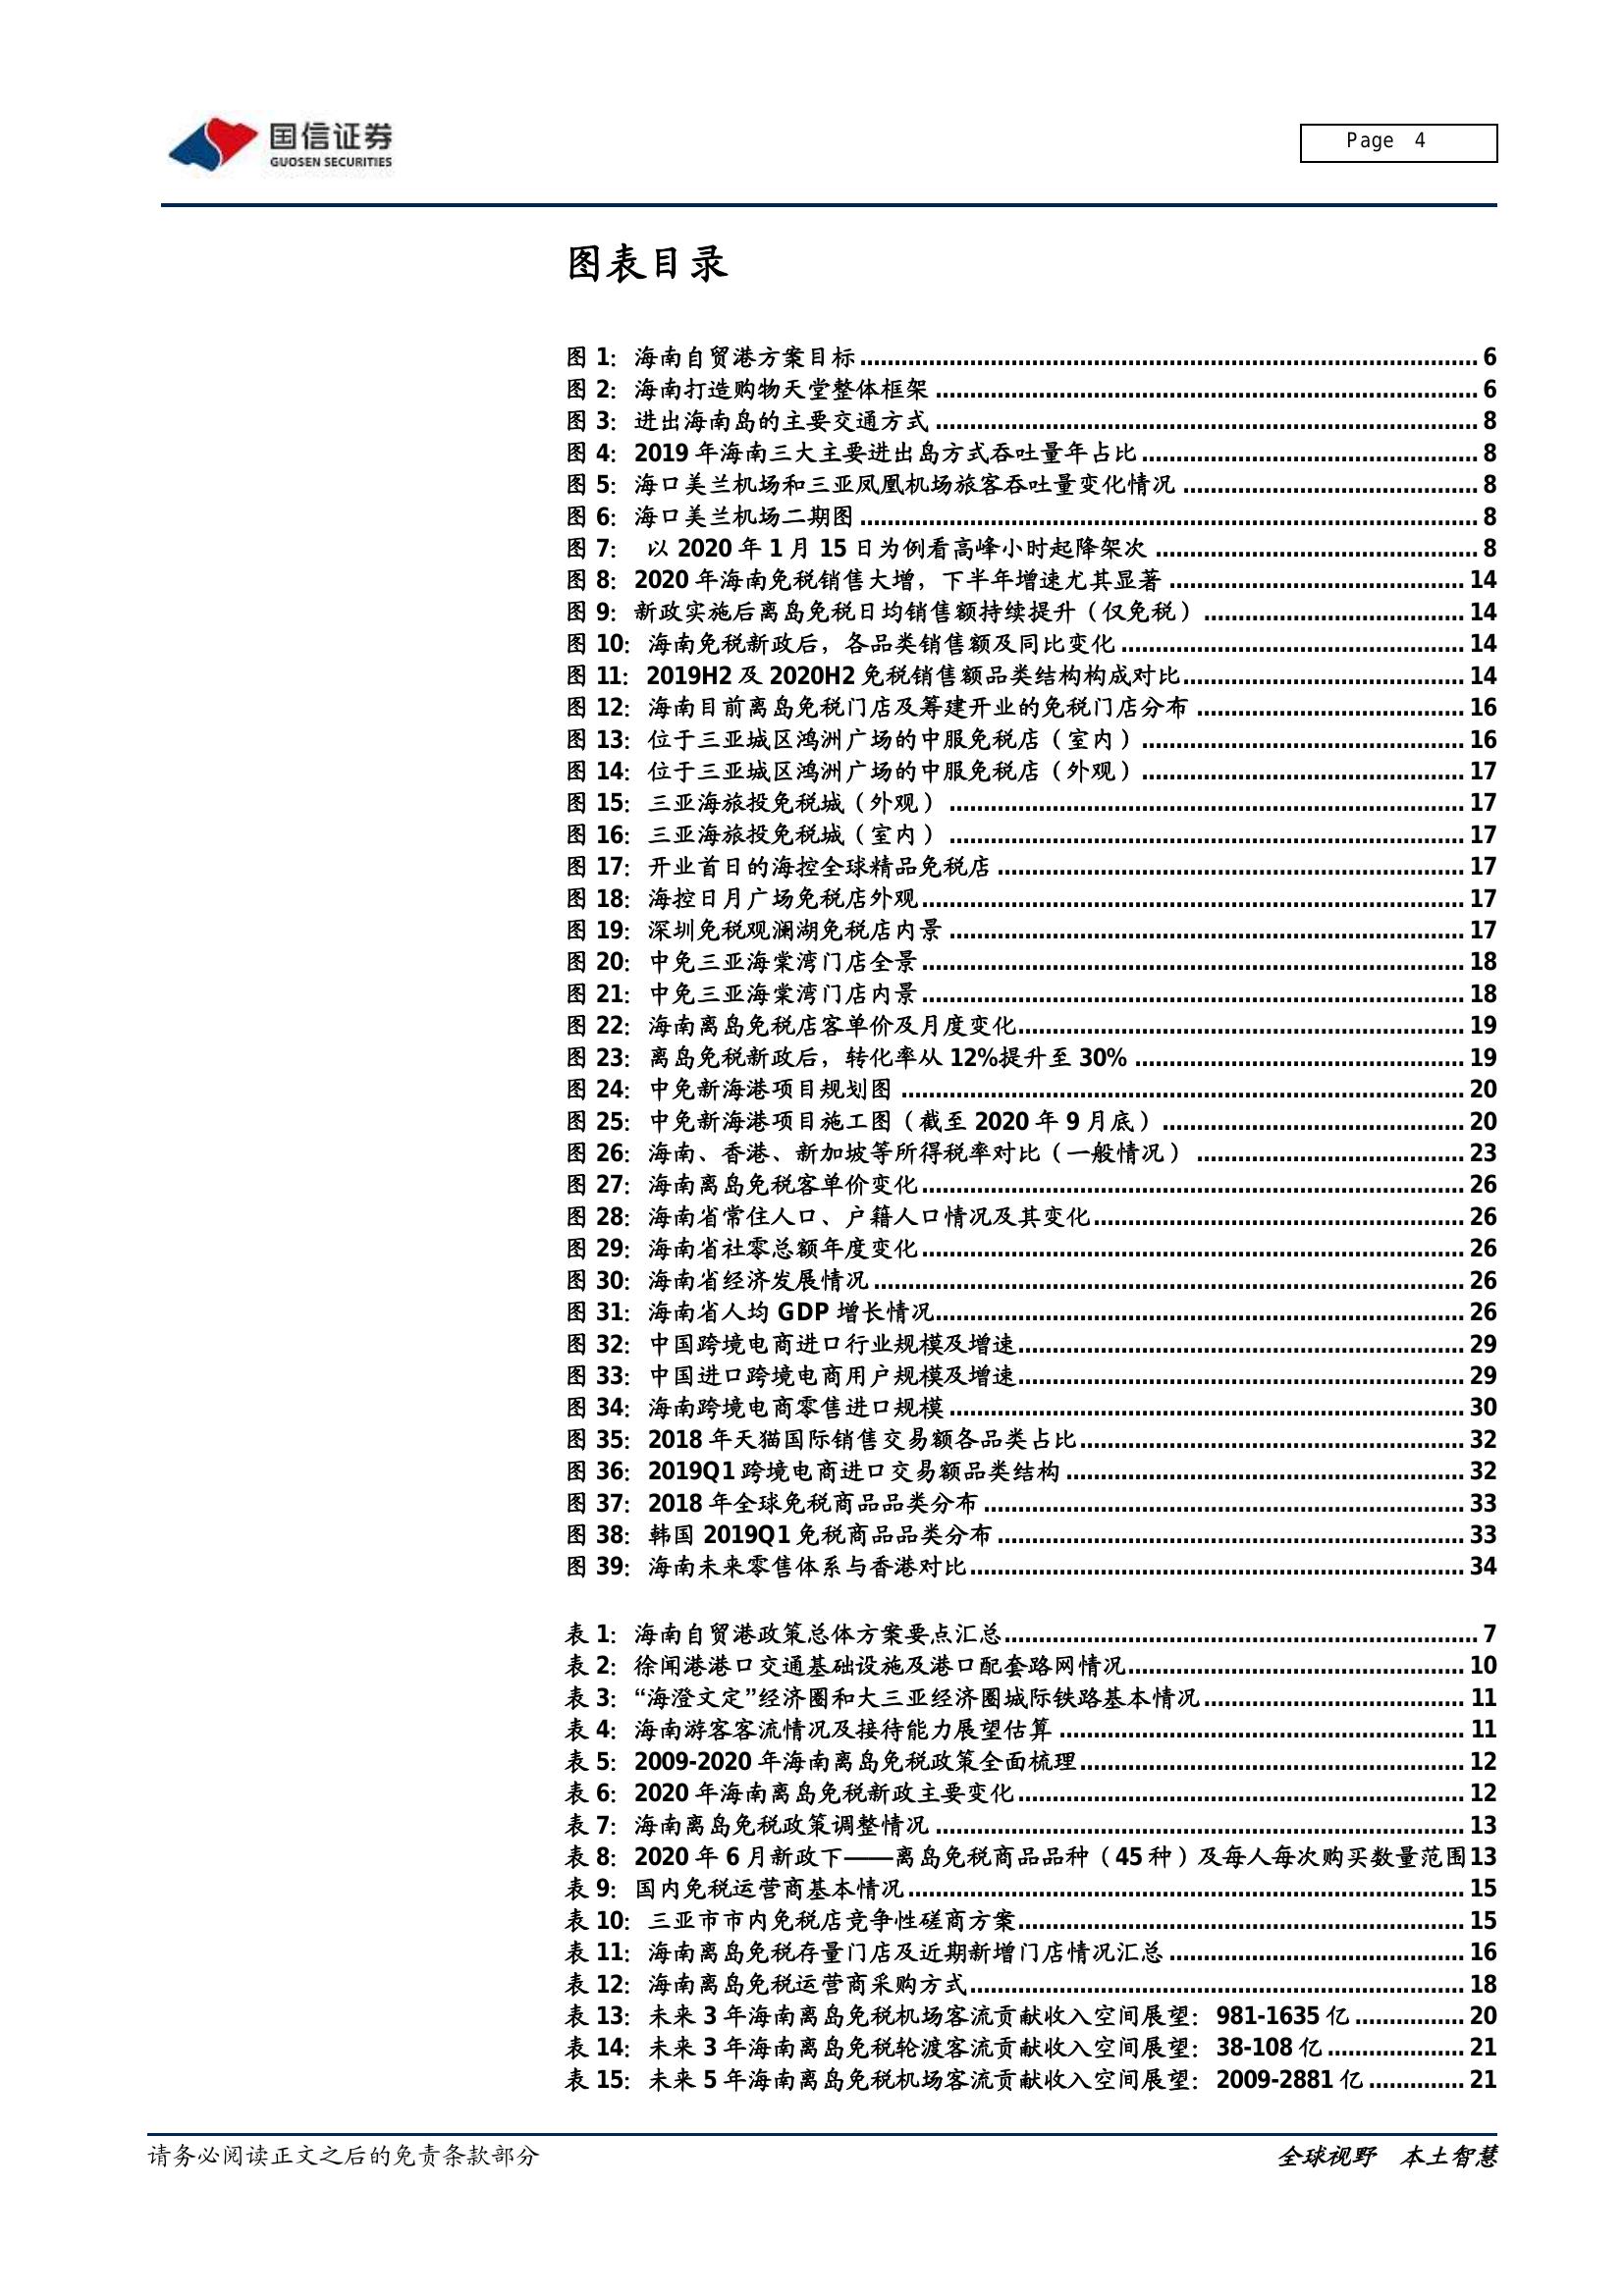 国信证券
GUOSEN SECURITIES
Page 4
图表目录
图 1：海南自贸港方案目标........................................ 6
图 2：海南打造购物天堂整体框架........................................ 6
图 3：进出海南岛的主要交通方式........................................ 8
图 4：2019 年海南三大主要进出岛方式吞吐量年占比........................................ 8
图 5：海口美兰机场和三亚凤凰机场旅客吞吐量变化情况........................................ 8
图 6：海口美兰机场二期图........................................ 8
图 7： 以 2020 年 1 月 15 日为例看高峰小时起降架次........................................ 8
图 8：2020 年海南免税销售大增，下半年增速尤其显著........................................ 14
图 9：新政实施后离岛免税日均销售额持续提升（仅免税）........................................ 14
图 10：海南免税新政后，各品类销售额及同比变化........................................ 14
图 11：2019H2 及 2020H2 免税销售额品类结构构成对比........................................ 14
图 12：海南目前离岛免税门店及筹建开业的免税门店分布........................................ 16
图 13：位于三亚城区鸿洲广场的中服免税店（室内）........................................ 16
图 14：位于三亚城区鸿洲广场的中服免税店（外观）........................................ 17
图 15：三亚海旅投免税城（外观）........................................ 17
图 16：三亚海旅投免税城（室内）........................................ 17
图 17：开业首日的海控全球精品免税店........................................ 17
图 18：海控日月广场免税店外观........................................ 17
图 19：深圳免税观澜湖免税店内景........................................ 17
图 20：中免三亚海棠湾门店全景........................................ 18
图 21：中免三亚海棠湾门店内景........................................ 18
图 22：海南离岛免税店客单价及月度变化........................................ 19
图 23：离岛免税新政后，转化率从 12%提升至 30%........................................ 19
图 24：中免新海港项目规划图........................................ 20
图 25：中免新海港项目施工图（截至 2020 年 9 月底）........................................ 20
图 26：海南、香港、新加坡等所得税率对比（一般情况）........................................ 23
图 27：海南离岛免税客单价变化........................................ 26
图 28：海南省常住人口、户籍人口情况及其变化........................................ 26
图 29：海南省社零总额年度变化........................................ 26
图 30：海南省经济发展情况........................................ 26
图 31：海南省人均 GDP 增长情况........................................ 26
图 32：中国跨境电商进口行业规模及增速........................................ 29
图 33：中国进口跨境电商用户规模及增速........................................ 29
图 34：海南跨境电商零售进口规模........................................ 30
图 35：2018 年天猫国际销售交易额各品类占比........................................ 32
图 36：2019Q1 跨境电商进口交易额品类结构........................................ 32
图 37：2018 年全球免税商品品类分布........................................ 33
图 38：韩国 2019Q1 免税商品品类分布........................................ 33
图 39：海南未来零售体系与香港对比........................................ 34
表 1：海南自贸港政策总体方案要点汇总........................................ 7
表 2：徐闻港港口交通基础设施及港口配套路网情况........................................ 10
表 3：“海澄文定”经济圈和大三亚经济圈城际铁路基本情况........................................ 11
表 4：海南游客客流情况及接待能力展望估算........................................ 11
表 5：2009-2020 年海南离岛免税政策全面梳理........................................ 12
表 6：2020 年海南离岛免税新政主要变化........................................ 12
表 7：海南离岛免税政策调整情况........................................ 13
表 8：2020 年 6 月新政下——离岛免税商品品种（45 种）及每人每次购买数量范围13
表 9：国内免税运营商基本情况........................................ 15
表 10：三亚市市内免税店竞争性磋商方案........................................ 15
表 11：海南离岛免税存量门店及近期新增门店情况汇总........................................ 16
表 12：海南离岛免税运营商采购方式........................................ 18
表 13：未来 3 年海南离岛免税机场客流贡献收入空间展望：981-1635 亿................ 20
表 14：未来 3 年海南离岛免税轮渡客流贡献收入空间展望：38-108 亿.................... 21
表 15：未来 5 年海南离岛免税机场客流贡献收入空间展望：2009-2881 亿.............. 21
请务必阅读正文之后的免责条款部分
全球视野 本土智慧